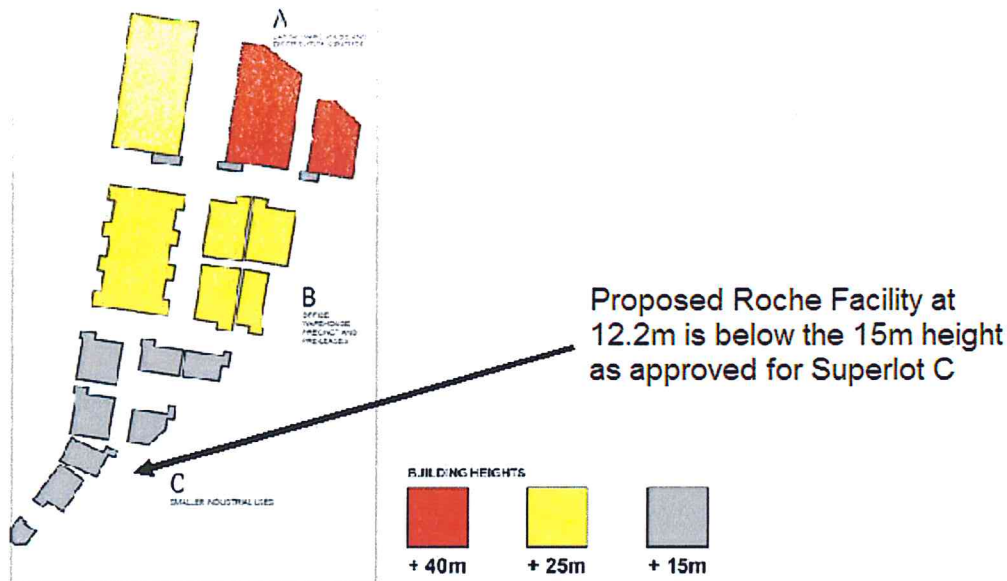 A
B
OFFICE
WAREHOUSE
PRECINCT AND
PRE-LEASES
Proposed Roche Facility at
12.2m is below the 15m height
as approved for Superlot C
C
SMALLER INDUSTRIAL USES
BUILDING HEIGHTS
+ 40m
+ 25m
+ 15m